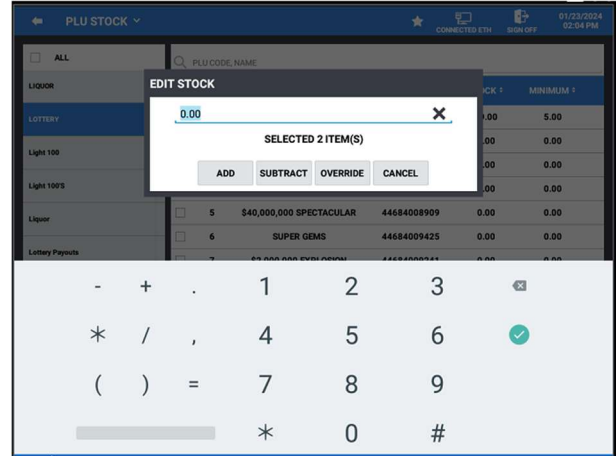 PLU STOCK
CONNECTED ETH
SIGN OFF
01/23/2024
02:04 PM
ALL
PLU CODE, NAME
LIQUOR
LOTTERY
Light 100
Light 100'S
Liquor
Lottery Payouts
EDIT STOCK
0.00
SELECTED 2 ITEM(S)
ADD SUBTRACT OVERRIDE CANCEL
MINIMUM
5.00
0.00
.00 0.00
.00 0.00
5 $40,000,000 SPECTACULAR 44684008909 0.00 0.00
6 SUPER GEMS 44684009425 0.00 0.00
- + . 1 2 3
* / , 4 5 6
( ) = 7 8 9
* 0 #